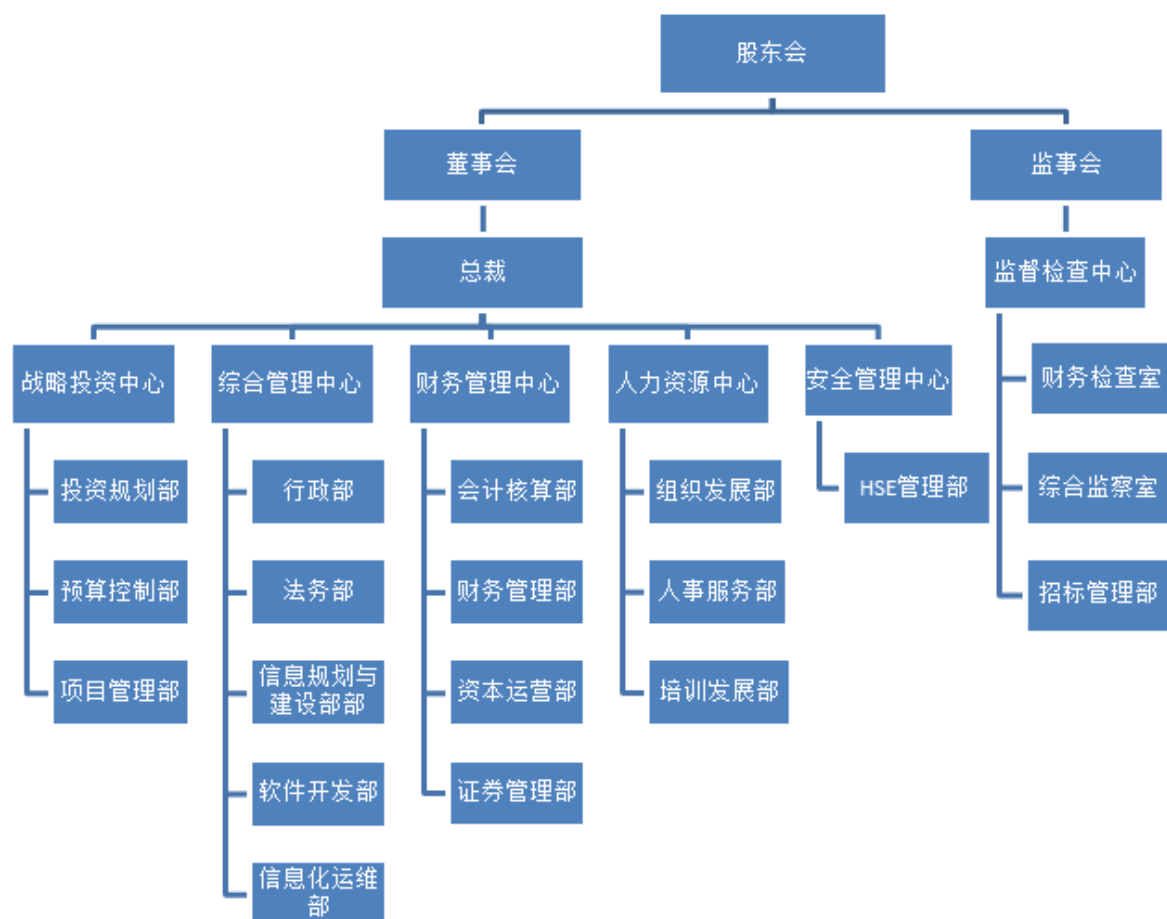 股东会
董事会
监事会
总裁
监督检查中心
战略投资中心
综合管理中心
财务管理中心
人力资源中心
安全管理中心
财务检查室
投资规划部
行政部
会计核算部
组织发展部
HSE管理部
综合监察室
预算控制部
法务部
财务管理部
人事服务部
招标管理部
项目管理部
信息规划与
建设部部
资本运营部
培训发展部
软件开发部
证券管理部
信息化运维
部